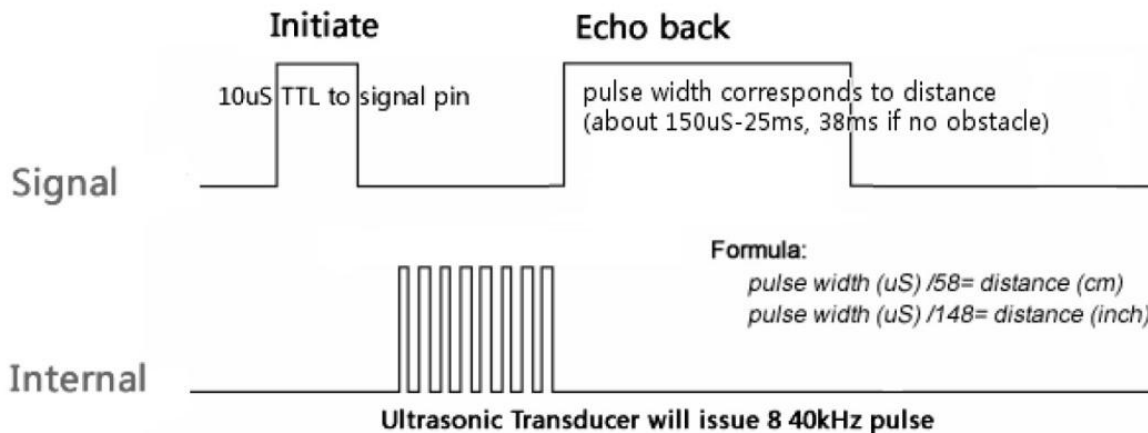 Initiate
Echo back
10uS TTL to signal pin
pulse width corresponds to distance
(about 150uS-25ms, 38ms if no obstacle)
Signal
Formula:
pulse width (uS) /58= distance (cm)
pulse width (uS) /148= distance (inch)
Internal
Ultrasonic Transducer will issue 8 40kHz pulse